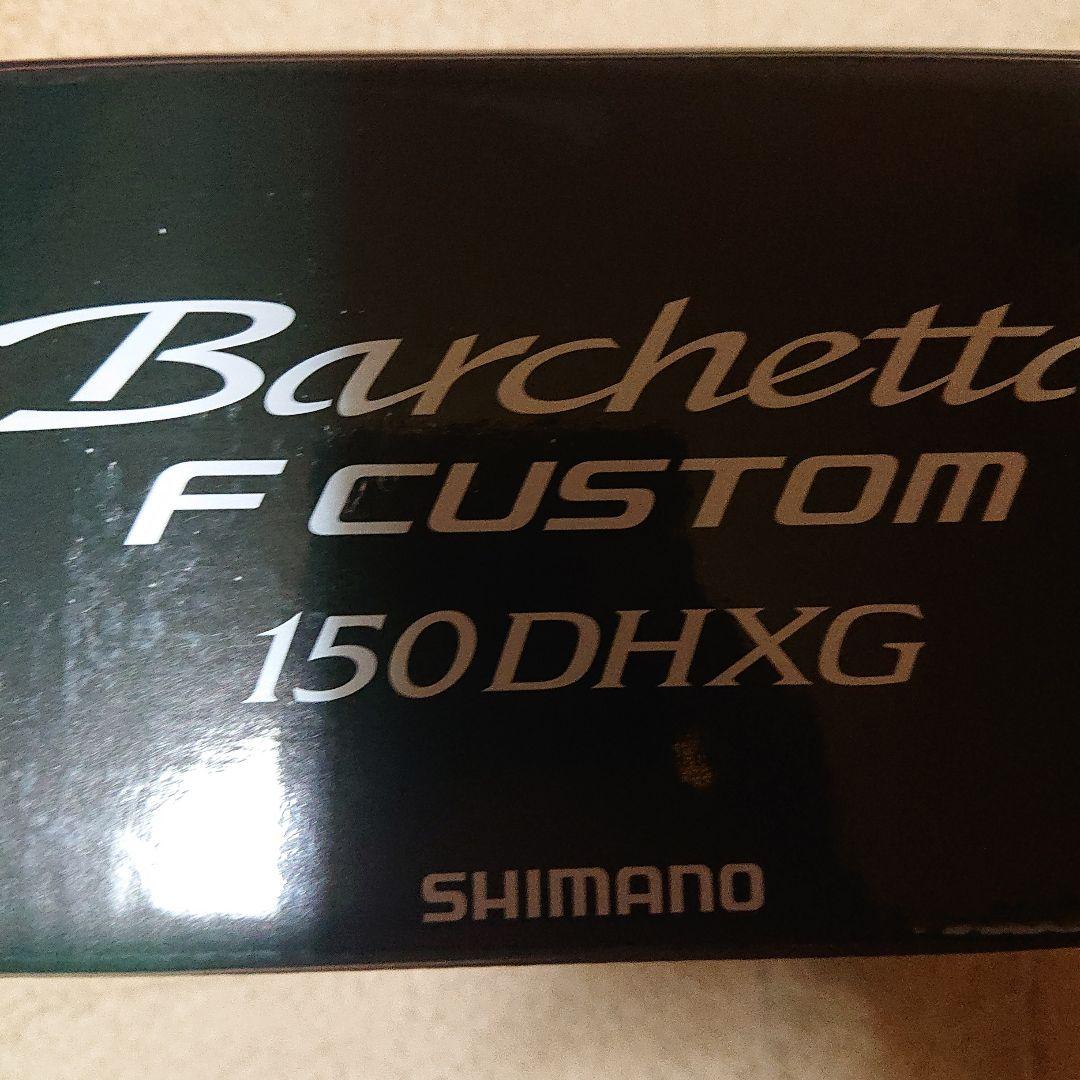 Barchetta
F CUSTOM
150DHXG
SHIMANO